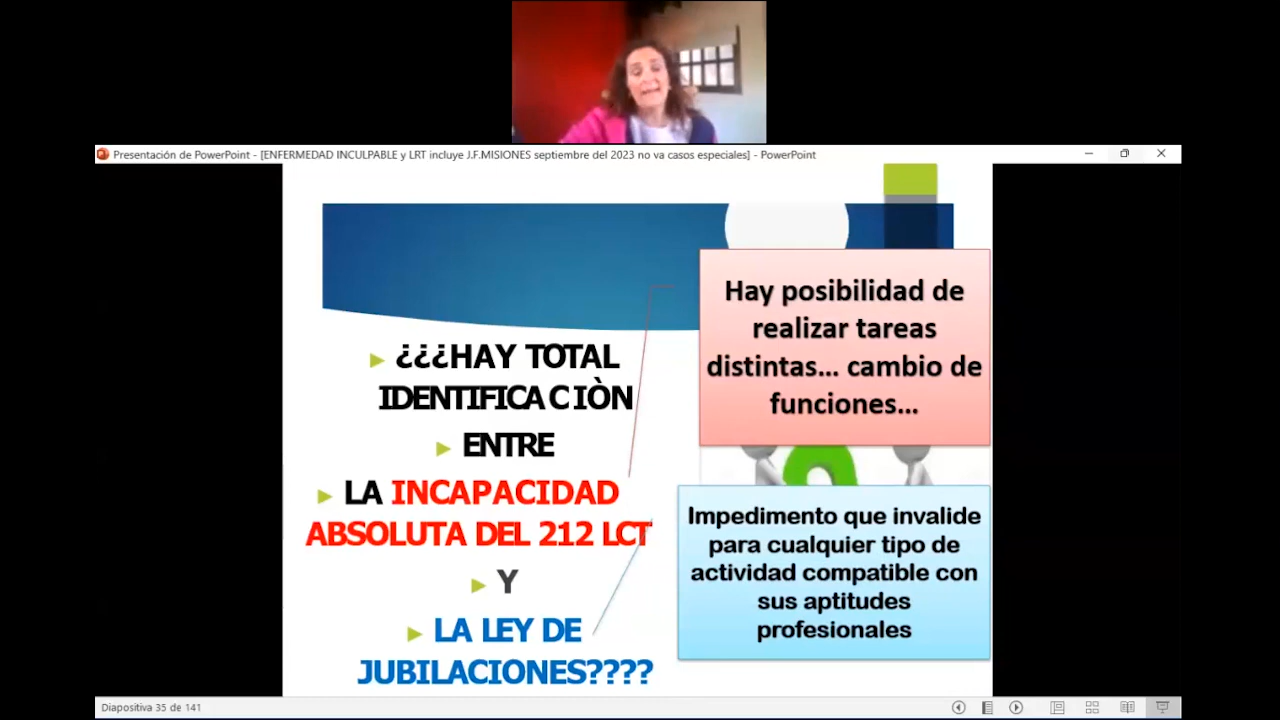 Presentación de PowerPoint - [ENFERMEDAD INCULPABLE y LRT incluye J.F.MISIONES septiembre del 2023 no va casos especiales] - PowerPoint
¿¿¿HAY TOTAL
IDENTIFICACIÒN
ENTRE
LA INCAPACIDAD
ABSOLUTA DEL 212 LCT
Y
LA LEY DE
JUBILACIONES????
Hay posibilidad de
realizar tareas
distintas... cambio de
funciones...
Impedimento que invalide
para cualquier tipo de
actividad compatible con
sus aptitudes
profesionales
Diapositiva 35 de 141